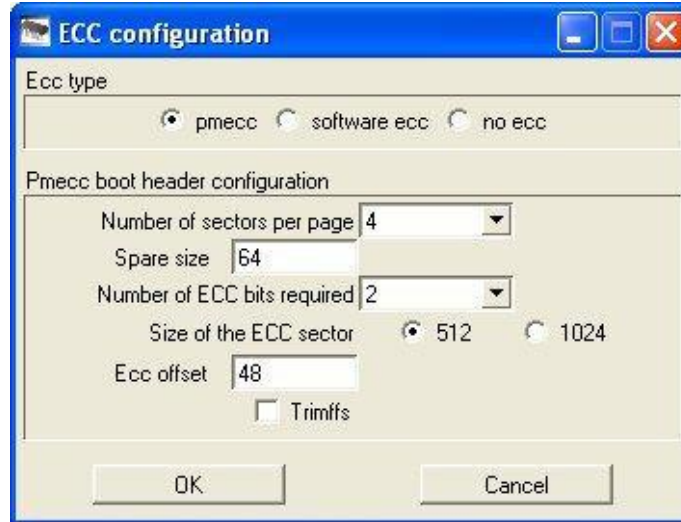 ECC configuration
Ecc type
pmecc software ecc no ecc
Pmecc boot header configuration
Number of sectors per page 4
Spare size 64
Number of ECC bits required 2
Size of the ECC sector 512 1024
Ecc offset 48
Trimffs
OK Cancel